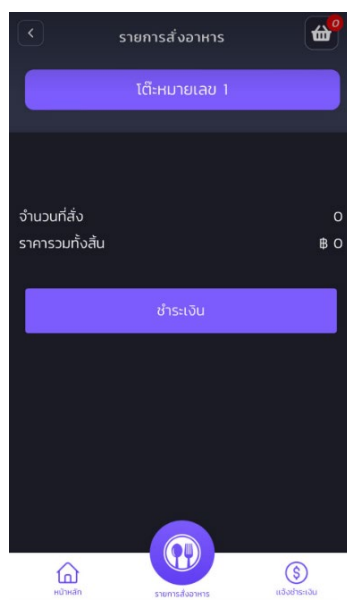 รายการสั่งอาหาร
0
โต๊ะหมายเลข 1
จำนวนที่สั่ง 0
ราคารวมทั้งสิ้น ฿ 0
ชำระเงิน
หน้าหลัก รายการสั่งอาหาร แจ้งชำระเงิน